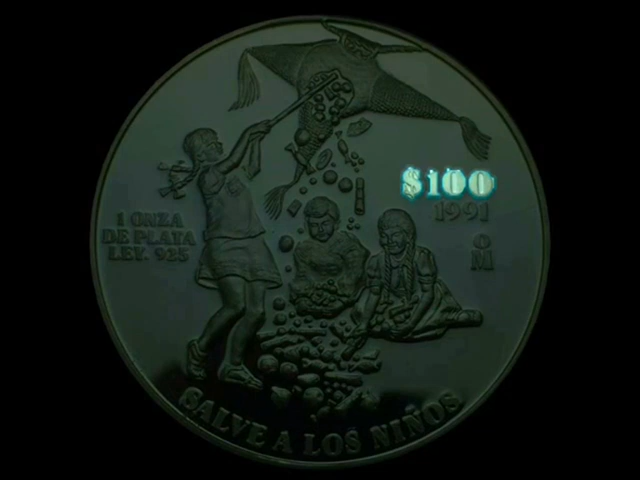 $100
1991
o
M
1 ONZA
DE PLATA
LEY. 925
SALVE A LOS NIÑOS